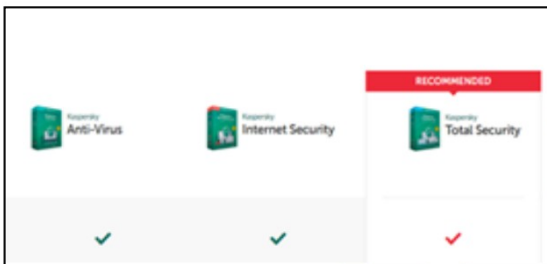 RECOMMENDED
Kaspersky
Anti-Virus
Kaspersky
Internet Security
Kaspersky
Total Security